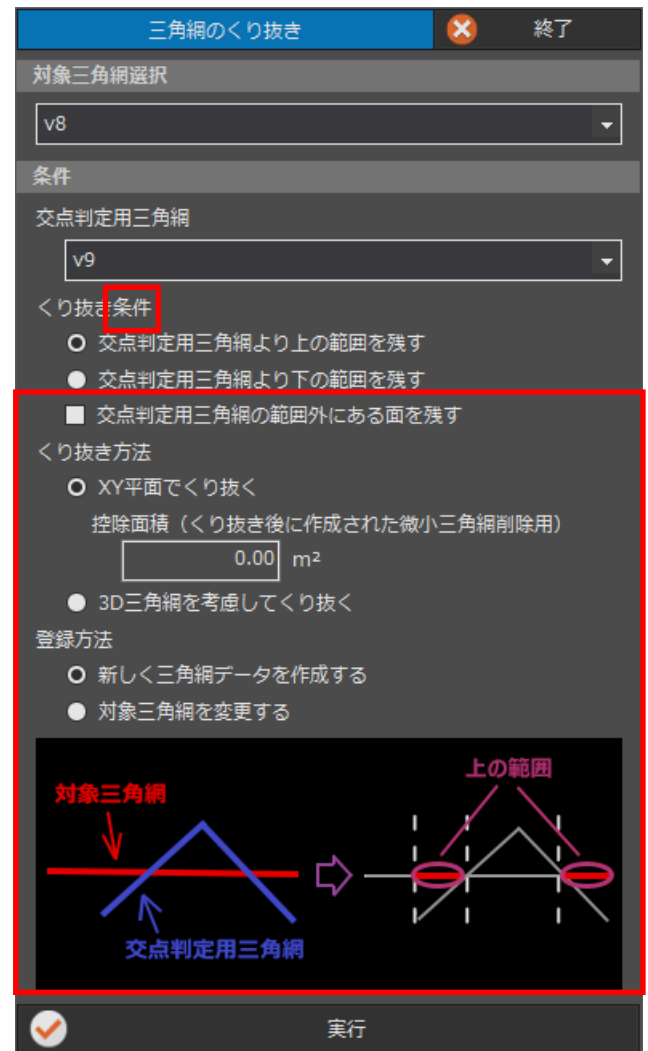 三角網のくり抜き 終了
対象三角網選択
v8
条件
交点判定用三角網
v9
くり抜き条件
交点判定用三角網より上の範囲を残す
交点判定用三角網より下の範囲を残す
交点判定用三角網の範囲外にある面を残す
くり抜き方法
XY平面でくり抜く
控除面積（くり抜き後に作成された微小三角網削除用）
0.00 m²
3D三角網を考慮してくり抜く
登録方法
新しく三角網データを作成する
対象三角網を変更する
上の範囲
対象三角網
交点判定用三角網
実行